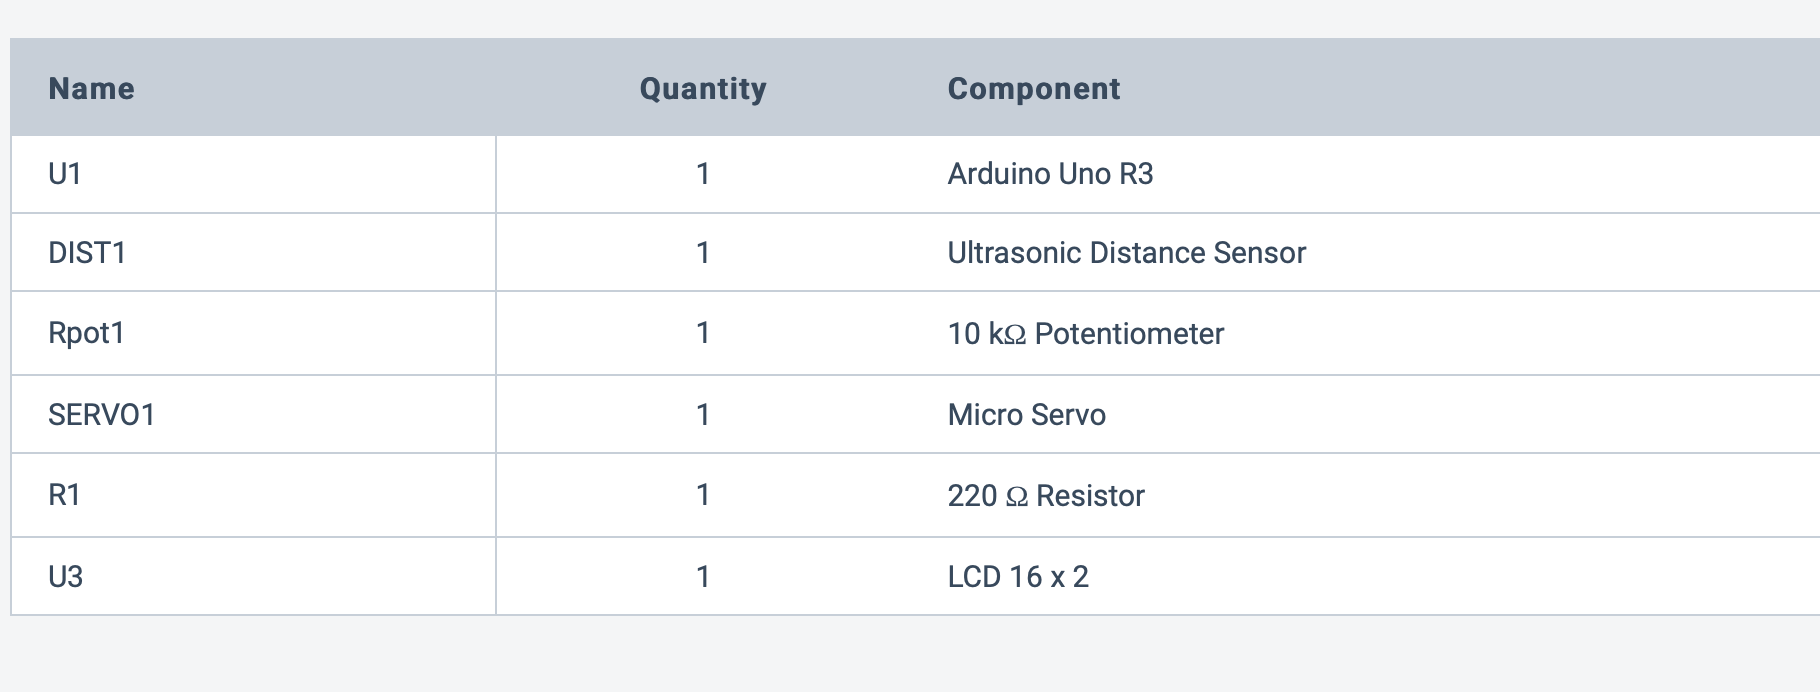 Name Quantity Component
U1 1 Arduino Uno R3
DIST1 1 Ultrasonic Distance Sensor
Rpot1 1 10 kΩ Potentiometer
SERVO1 1 Micro Servo
R1 1 220 Ω Resistor
U3 1 LCD 16 x 2